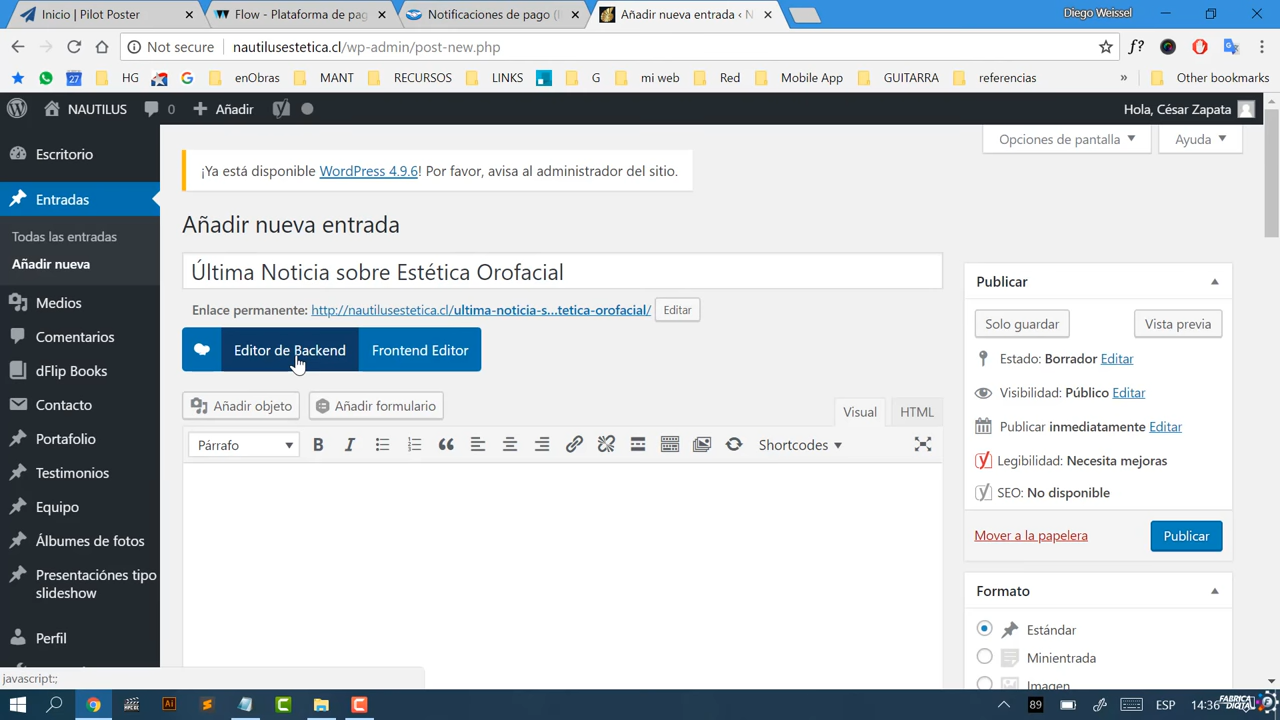 Inicio | Pilot Poster
Flow - Plataforma de pago
Notificaciones de pago (I
Añadir nueva entrada ‹ N
Diego Weissel
Not secure
nautilusestetica.cl/wp-admin/post-new.php
f?
27
HG
enObras
MANT
RECURSOS
LINKS
G
mi web
Red
Mobile App
GUITARRA
referencias
»
Other bookmarks
NAUTILUS
0
Añadir
Hola, César Zapata
Escritorio
Entradas
Todas las entradas
Añadir nueva
Medios
Comentarios
dFlip Books
Contacto
Portafolio
Testimonios
Equipo
Álbumes de fotos
Presentaciónes tipo
slideshow
Perfil
javascript:;
Opciones de pantalla
Ayuda
¡Ya está disponible WordPress 4.9.6! Por favor, avisa al administrador del sitio.
Añadir nueva entrada
Última Noticia sobre Estética Orofacial
Enlace permanente: http://nautilusestetica.cl/ultima-noticia-s...tetica-orofacial/ Editar
Editor de Backend
Frontend Editor
Añadir objeto
Añadir formulario
Visual
HTML
Párrafo
B
I
Shortcodes
Publicar
Solo guardar
Vista previa
Estado: Borrador Editar
Visibilidad: Público Editar
Publicar inmediatamente Editar
Legibilidad: Necesita mejoras
SEO: No disponible
Mover a la papelera
Publicar
Formato
Estándar
Minientrada
Imagen
Ai
89
ESP
14:36
FABRICA
DIGITAL